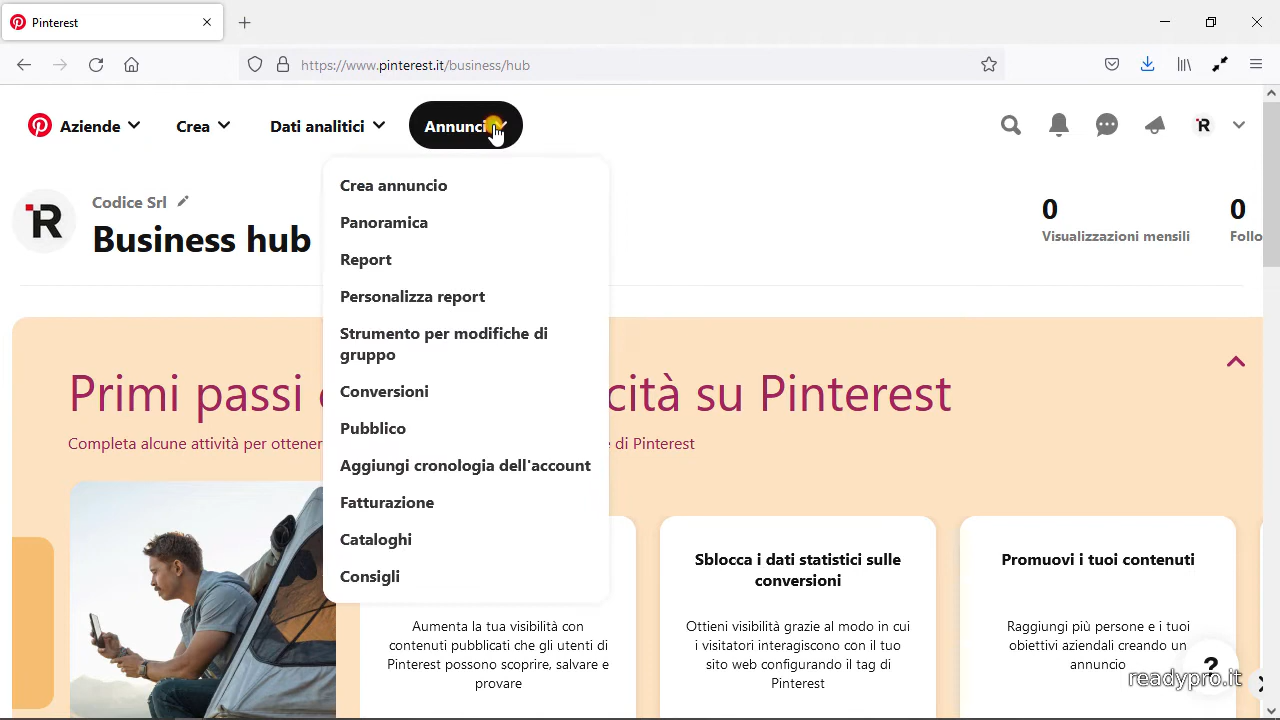 Pinterest
https://www.pinterest.it/business/hub
Aziende
Crea
Dati analitici
Annunci
R
Crea annuncio
Panoramica
Report
Personalizza report
Strumento per modifiche di
gruppo
Conversioni
Pubblico
Aggiungi cronologia dell'account
Fatturazione
Cataloghi
Consigli
R
Codice Srl
Business hub
0
Visualizzazioni mensili
0
Follo
Primi passi
cità su Pinterest
Completa alcune attività per ottener
di Pinterest
Aumenta la tua visibilità con
contenuti pubblicati che gli utenti di
Pinterest possono scoprire, salvare e
provare
Sblocca i dati statistici sulle
conversioni
Ottieni visibilità grazie al modo in cui
i visitatori interagiscono con il tuo
sito web configurando il tag di
Pinterest
Promuovi i tuoi contenuti
Raggiungi più persone e i tuoi
obiettivi aziendali creando un
annuncio
?
readypro.it